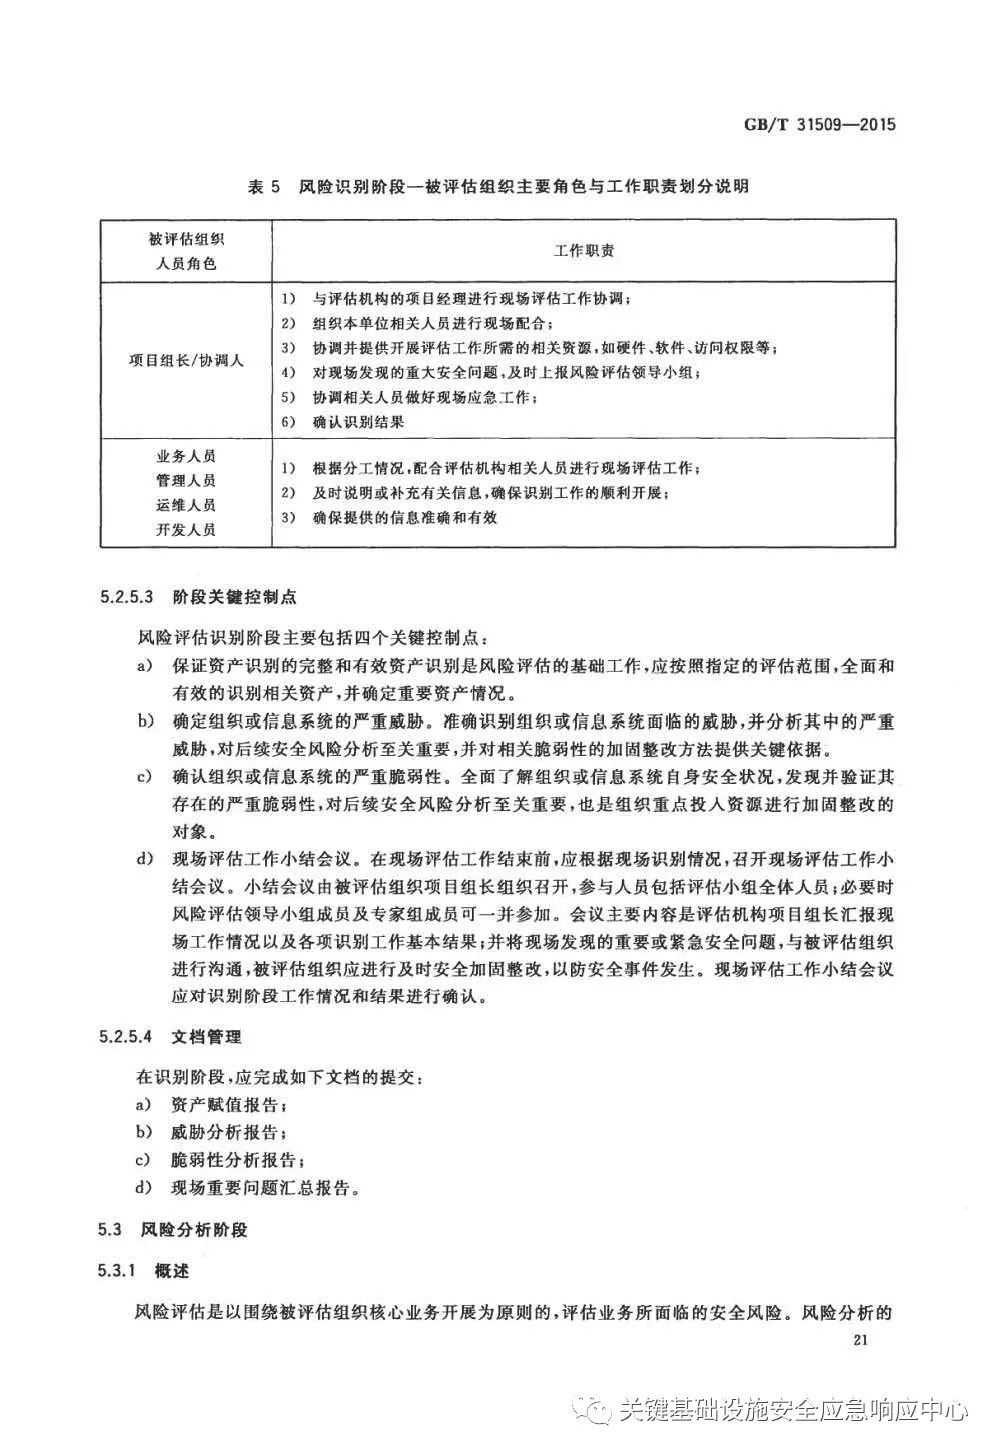 GB/T 31509—2015
表 5 风险识别阶段—被评估组织主要角色与工作职责划分说明
被评估组织
人员角色
工作职责
项目组长/协调人
1) 与评估机构的项目经理进行现场评估工作协调;
2) 组织本单位相关人员进行现场配合;
3) 协调并提供开展评估工作所需的相关资源,如硬件、软件、访问权限等;
4) 对现场发现的重大安全问题,及时上报风险评估领导小组;
5) 协调相关人员做好现场应急工作;
6) 确认识别结果
业务人员
管理人员
运维人员
开发人员
1) 根据分工情况,配合评估机构相关人员进行现场评估工作;
2) 及时说明或补充有关信息,确保识别工作的顺利开展;
3) 确保提供的信息准确和有效
5.2.5.3 阶段关键控制点
风险评估识别阶段主要包括四个关键控制点:
a) 保证资产识别的完整和有效资产识别是风险评估的基础工作,应按照指定的评估范围,全面和
有效的识别相关资产,并确定重要资产情况。
b) 确定组织或信息系统的严重威胁。准确识别组织或信息系统面临的威胁,并分析其中的严重
威胁,对后续安全风险分析至关重要,并对相关脆弱性的加固整改方法提供关键依据。
c) 确认组织或信息系统的严重脆弱性。全面了解组织或信息系统自身安全状况,发现并验证其
存在的严重脆弱性,对后续安全风险分析至关重要,也是组织重点投人资源进行加固整改的
对象。
d) 现场评估工作小结会议。在现场评估工作结束前,应根据现场识别情况,召开现场评估工作小
结会议。小结会议由被评估组织项目组长组织召开,参与人员包括评估小组全体人员;必要时
风险评估领导小组成员及专家组成员可一并参加。会议主要内容是评估机构项目组长汇报现
场工作情况以及各项识别工作基本结果;并将现场发现的重要或紧急安全问题,与被评估组织
进行沟通,被评估组织应进行及时安全加固整改,以防安全事件发生。现场评估工作小结会议
应对识别阶段工作情况和结果进行确认。
5.2.5.4 文档管理
在识别阶段,应完成如下文档的提交:
a) 资产赋值报告;
b) 威胁分析报告;
c) 脆弱性分析报告;
d) 现场重要问题汇总报告。
5.3 风险分析阶段
5.3.1 概述
风险评估是以围绕被评估组织核心业务开展为原则的,评估业务所面临的安全风险。风险分析的
21
关键基础设施安全应急响应中心